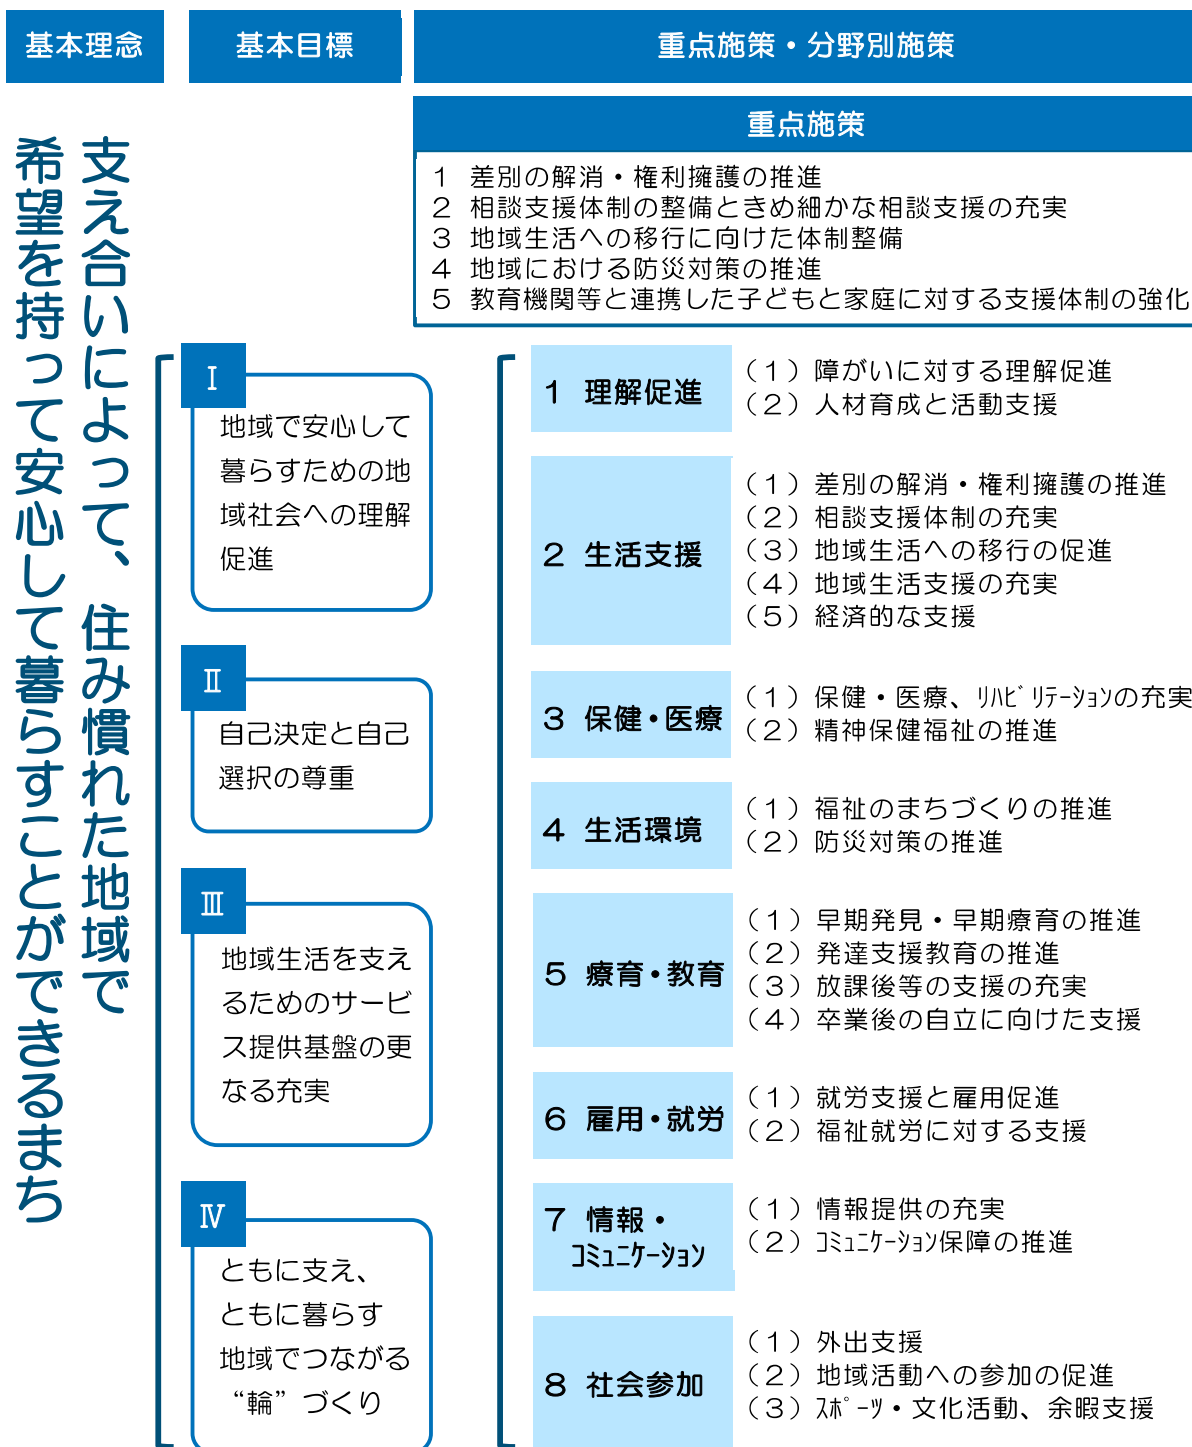 基本理念
基本目標
重点施策・分野別施策
支え合いによって、住み慣れた地域で
希望を持って安心して暮らすことができるまち
重点施策
１ 差別の解消・権利擁護の推進
２ 相談支援体制の整備ときめ細かな相談支援の充実
３ 地域生活への移行に向けた体制整備
４ 地域における防災対策の推進
５ 教育機関等と連携した子どもと家庭に対する支援体制の強化
Ⅰ
地域で安心して
暮らすための地
域社会への理解
促進
Ⅱ
自己決定と自己
選択の尊重
Ⅲ
地域生活を支え
るためのサービ
ス提供基盤の更
なる充実
Ⅳ
ともに支え、
ともに暮らす
地域でつながる
“輪”づくり
１ 理解促進
（１）障がいに対する理解促進
（２）人材育成と活動支援
２ 生活支援
（１）差別の解消・権利擁護の推進
（２）相談支援体制の充実
（３）地域生活への移行の促進
（４）地域生活支援の充実
（５）経済的な支援
３ 保健・医療
（１）保健・医療、ﾘﾊﾋﾞﾘﾃｰｼｮﾝの充実
（２）精神保健福祉の推進
４ 生活環境
（１）福祉のまちづくりの推進
（２）防災対策の推進
５ 療育・教育
（１）早期発見・早期療育の推進
（２）発達支援教育の推進
（３）放課後等の支援の充実
（４）卒業後の自立に向けた支援
６ 雇用・就労
（１）就労支援と雇用促進
（２）福祉就労に対する支援
７ 情報・
ｺﾐｭﾆｹｰｼｮﾝ
（１）情報提供の充実
（２）ｺﾐｭﾆｹｰｼｮﾝ保障の推進
８ 社会参加
（１）外出支援
（２）地域活動への参加の促進
（３）ｽﾎﾟｰﾂ・文化活動、余暇支援